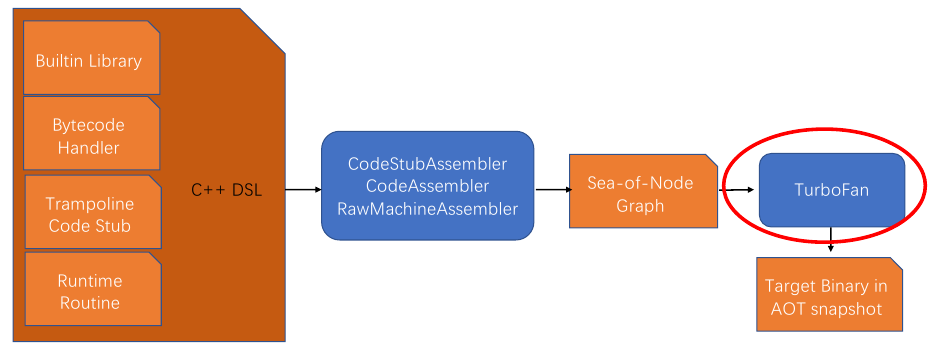 Builtin Library
Bytecode
Handler
Trampoline
Code Stub
Runtime
Routine
C++ DSL
CodeStubAssembler
CodeAssembler
RawMachineAssembler
Sea-of-Node
Graph
TurboFan
Target Binary in
AOT snapshot